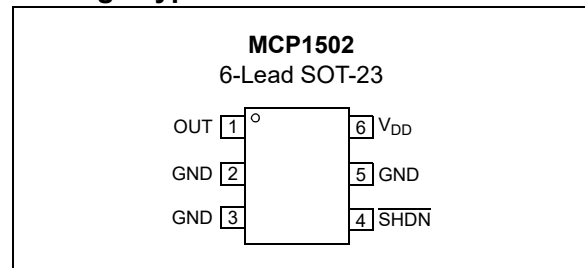 MCP1502
6-Lead SOT-23
OUT 1 6 VDD
GND 2 5 GND
GND 3 4 SHDN